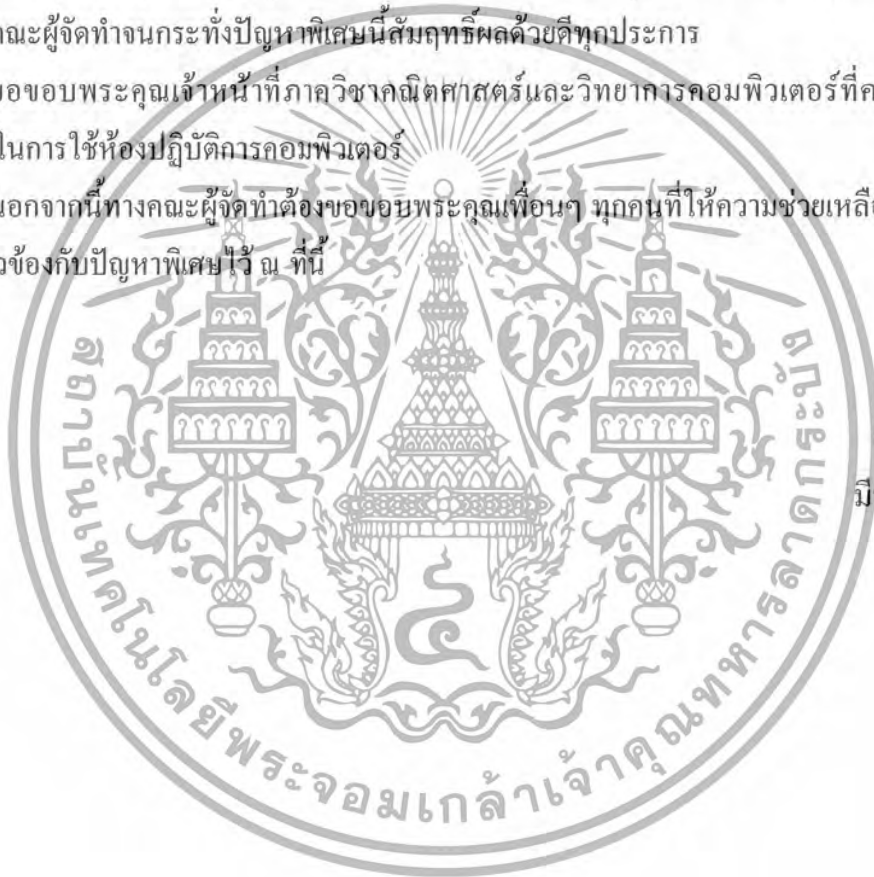 ณะผู้จัดทำจนกระทั่งปัญหาพิเศษนี้สัมฤทธิ์ผลด้วยดีทุกประการ
ขอขอบพระคุณเจ้าหน้าที่ภาควิชาคณิตศาสตร์และวิทยาการคอมพิวเตอร์ที่ค
ในการใช้ห้องปฏิบัติการคอมพิวเตอร์
นอกจากนี้ทางคณะผู้จัดทำต้องขอขอบพระคุณเพื่อนๆ ทุกคนที่ให้ความช่วยเหลือ
วข้องกับปัญหาพิเศษไว้ ณ ที่นี้
มี
๔
สถาบันเทคโนโลยีพระจอมเกล้าเจ้าคุณทหารลาดกระบัง